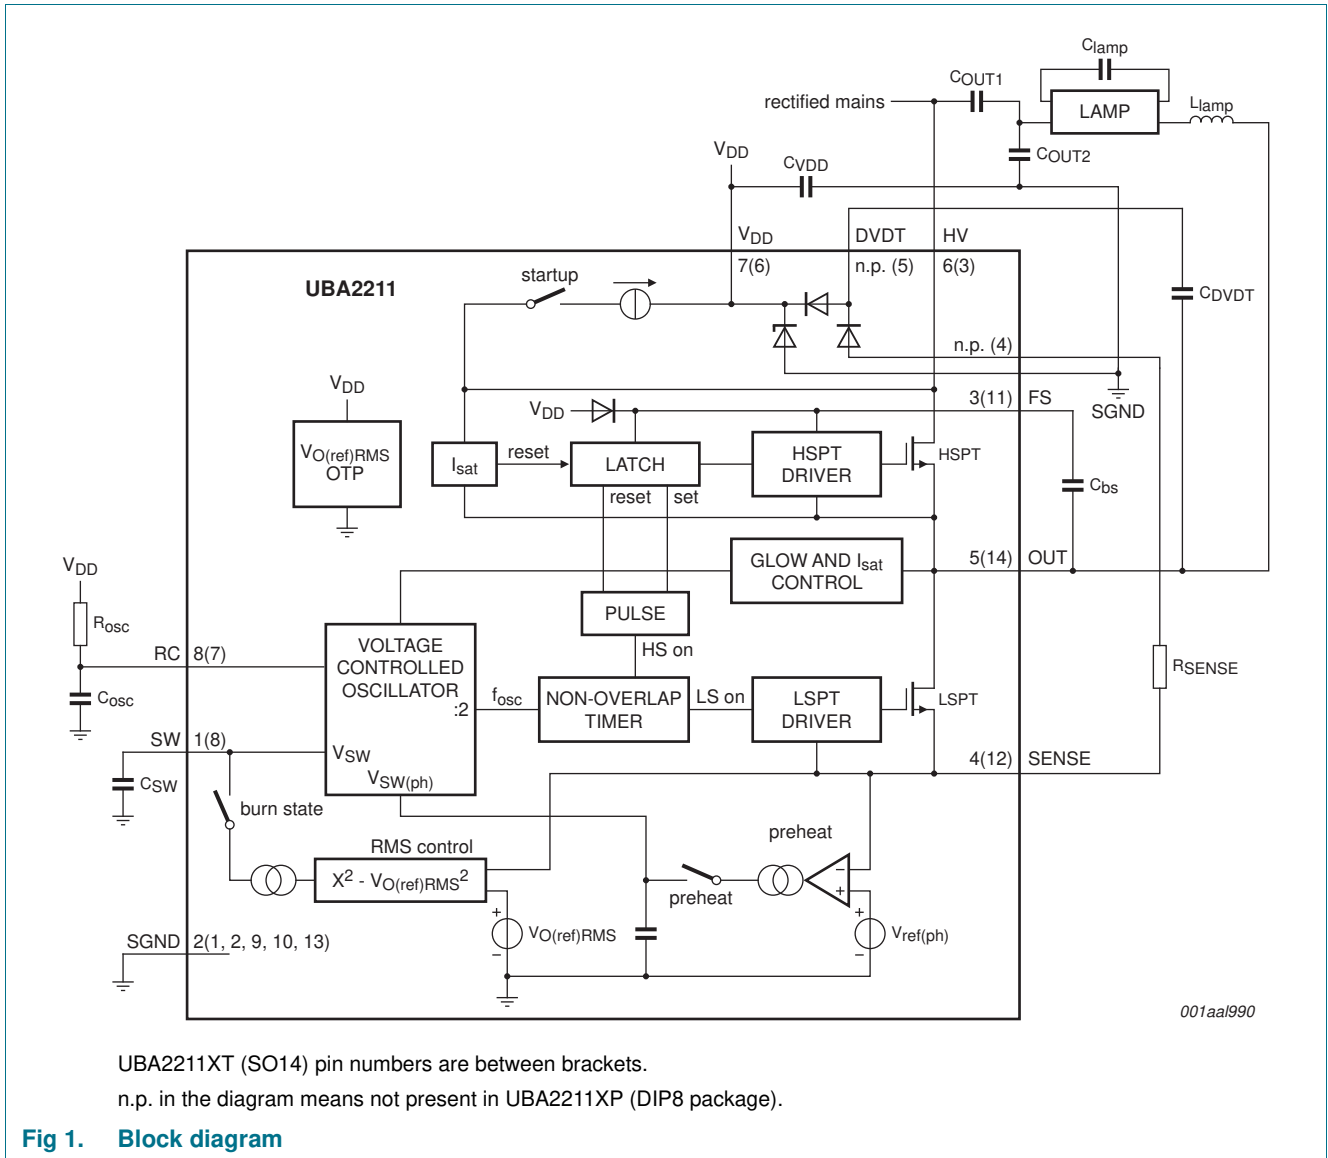 Clamp
COUT1
rectified mains
LAMP
Llamp
VDD
CVDD
COUT2
VDD
DVDT
HV
7(6)
n.p. (5)
6(3)
UBA2211
startup
CDVDT
n.p. (4)
VDD
VDD
3(11)
FS
SGND
VO(ref)RMS
OTP
Isat
reset
LATCH
HSPT
DRIVER
HSPT
reset
set
Cbs
GLOW AND Isat
CONTROL
5(14)
OUT
VDD
Rosc
PULSE
HS on
RC
8(7)
VOLTAGE
CONTROLLED
OSCILLATOR
:2
fosc
NON-OVERLAP
TIMER
LS on
LSPT
DRIVER
LSPT
RSENSE
Cosc
SW
1(8)
VSW
VSW(ph)
4(12)
SENSE
CSW
burn state
RMS control
X2 - VO(ref)RMS2
preheat
preheat
−
+
+
VO(ref)RMS
−
+
Vref(ph)
−
SGND
2(1, 2, 9, 10, 13)
001aal990
UBA2211XT (SO14) pin numbers are between brackets.
n.p. in the diagram means not present in UBA2211XP (DIP8 package).
Fig 1. Block diagram